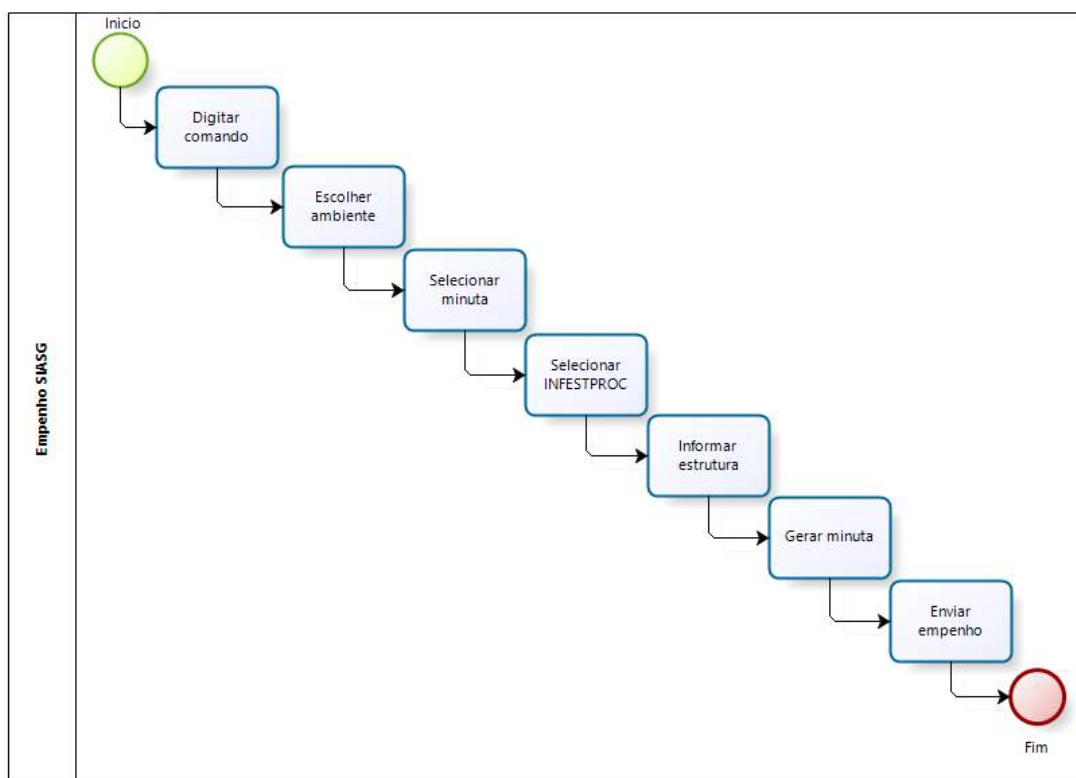 Inicio
Digitar
comando
Escolher
ambiente
Selecionar
minuta
Selecionar
INFESTPROC
Informar
estrutura
Gerar minuta
Enviar
empenho
Fim
Empenho SIASG